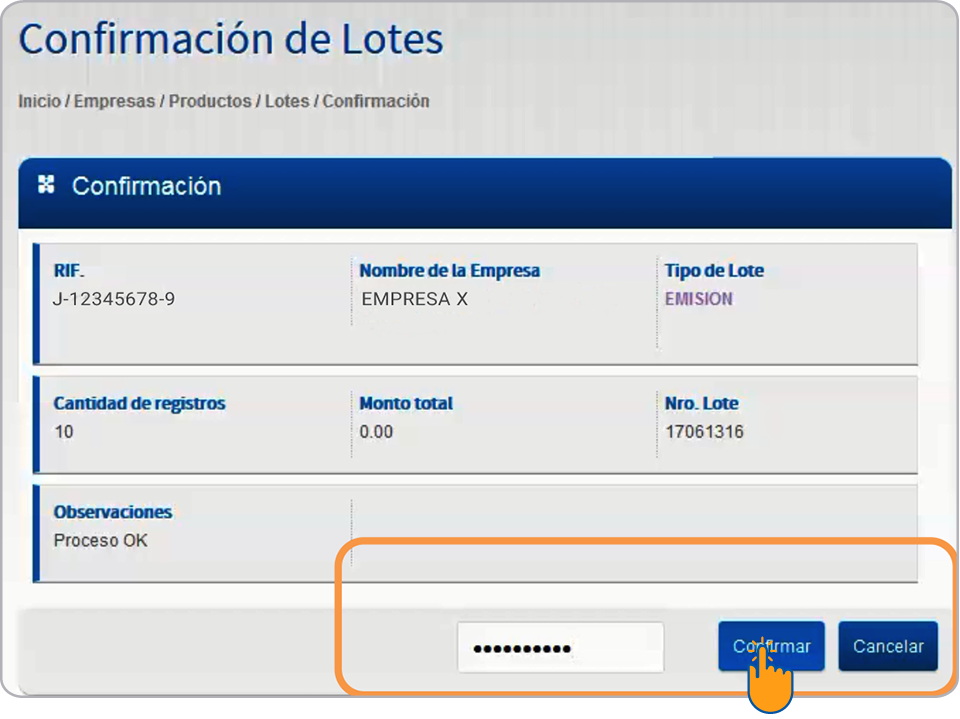 Confirmación de Lotes
Inicio / Empresas / Productos / Lotes / Confirmación
Confirmación
RIF. Nombre de la Empresa Tipo de Lote
J-12345678-9 EMPRESA X EMISION
Cantidad de registros Monto total Nro. Lote
10 0.00 17061316
Observaciones
Proceso OK
•••••••••• Confirmar Cancelar